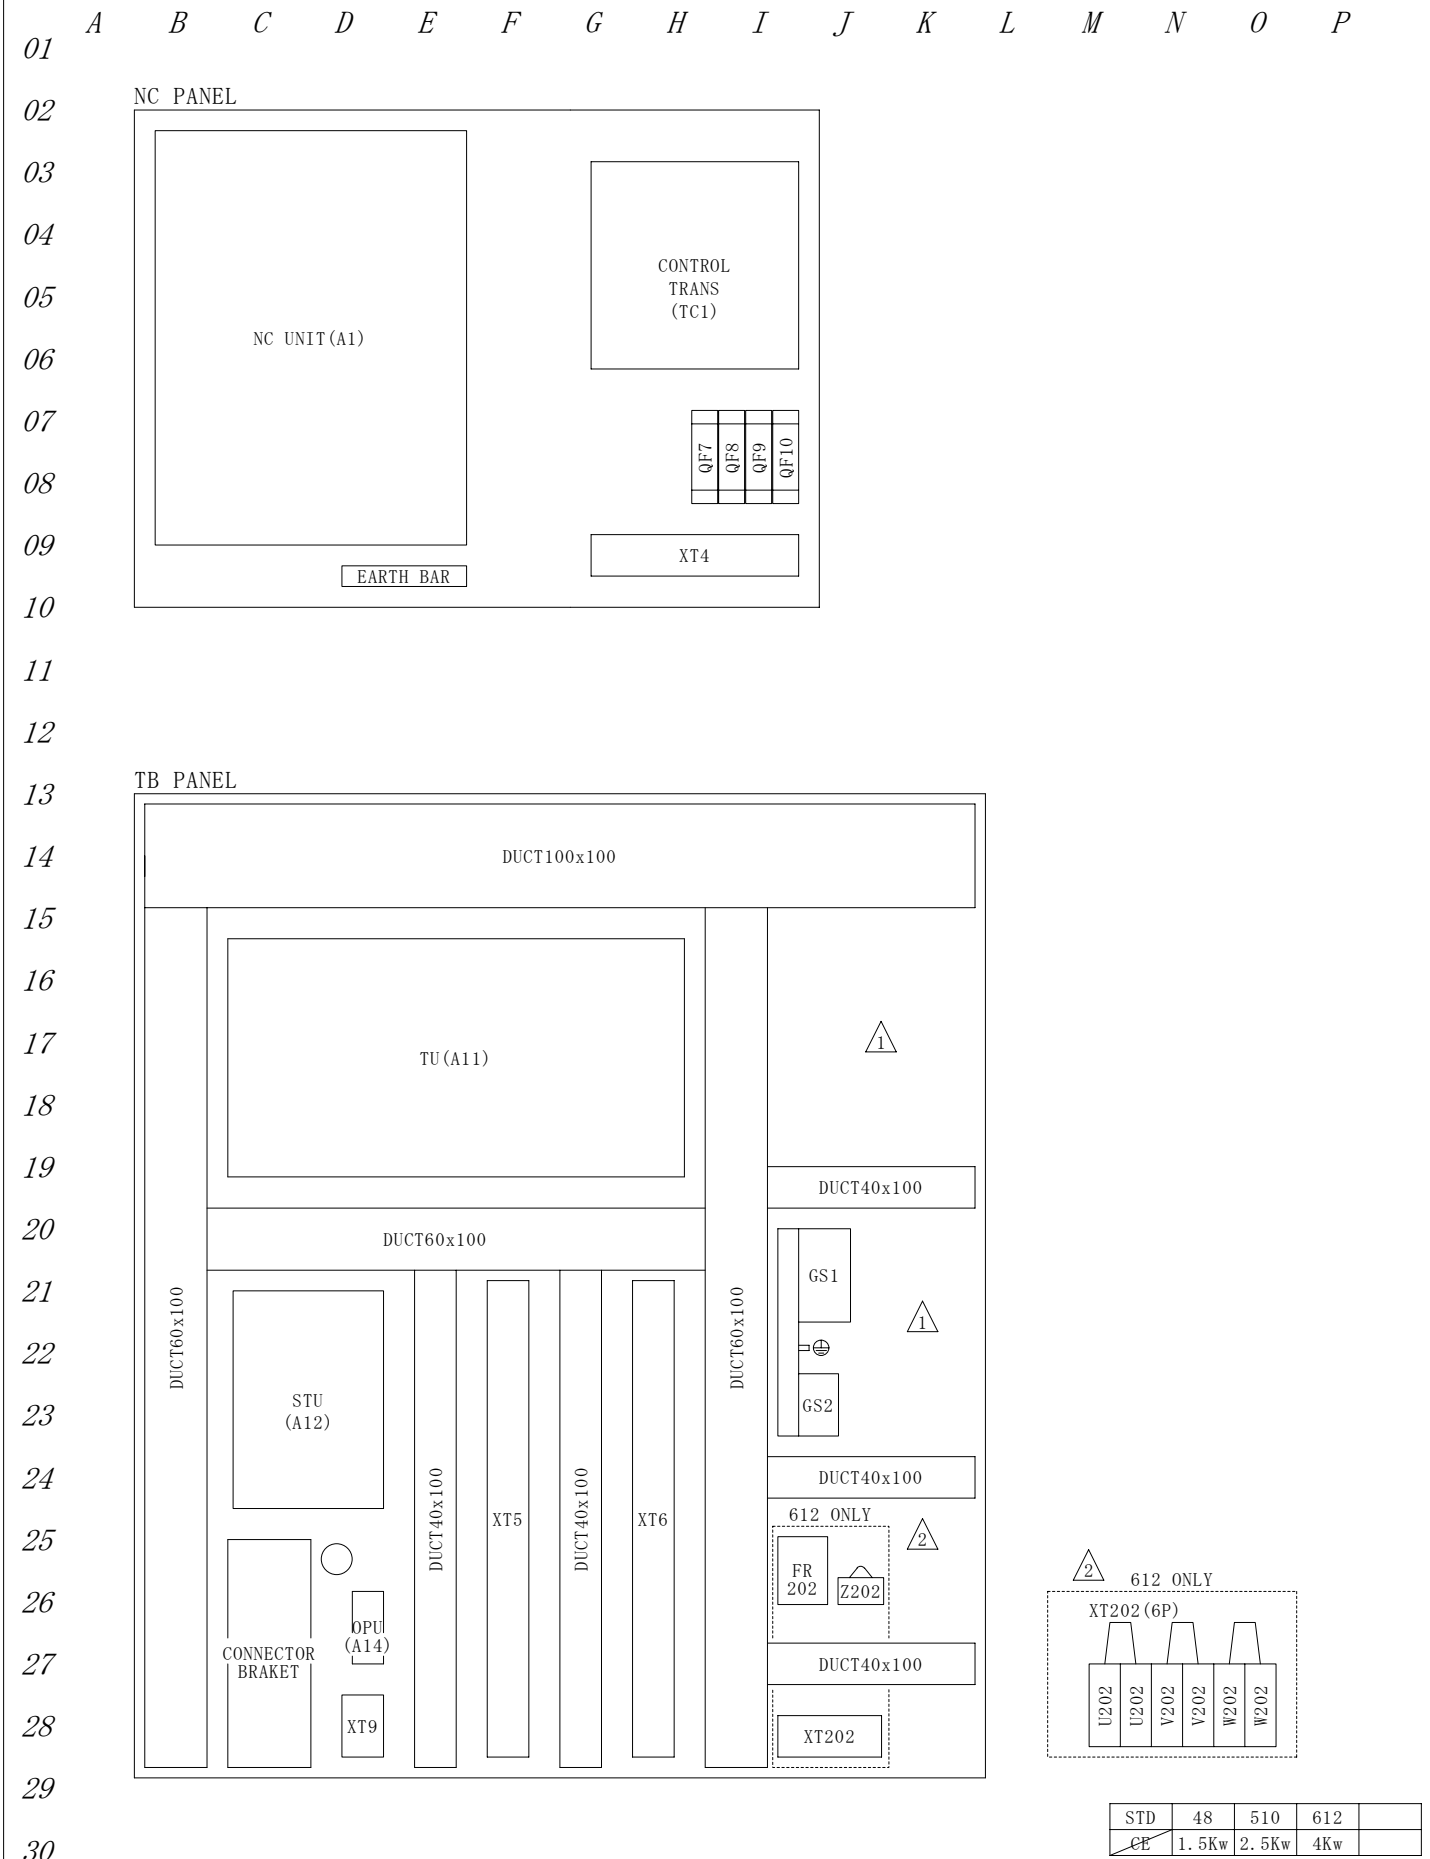 A B C D E F G H I J K L M N O P
01
NC PANEL
02
03
04
CONTROL
TRANS
(TC1)
05
NC UNIT(A1)
06
07
QF7 QF8 QF9 QF10
08
09
XT4
EARTH BAR
10
11
12
TB PANEL
13
14
DUCT100x100
15
16
17
1
TU(A11)
18
19
DUCT40x100
20
DUCT60x100
21
GS1
DUCT60x100
DUCT60x100
1
22
23
STU
(A12)
GS2
24
DUCT40x100
612 ONLY
DUCT40x100
XT5
DUCT40x100
XT6
25
2
FR
202
Z202
2
612 ONLY
26
XT202(6P)
OPU
(A14)
CONNECTOR
BRAKET
27
DUCT40x100
U202 U202 V202 V202 W202 W202
28
XT9
XT202
29
STD 48 510 612
CE 1.5Kw 2.5Kw 4Kw
30